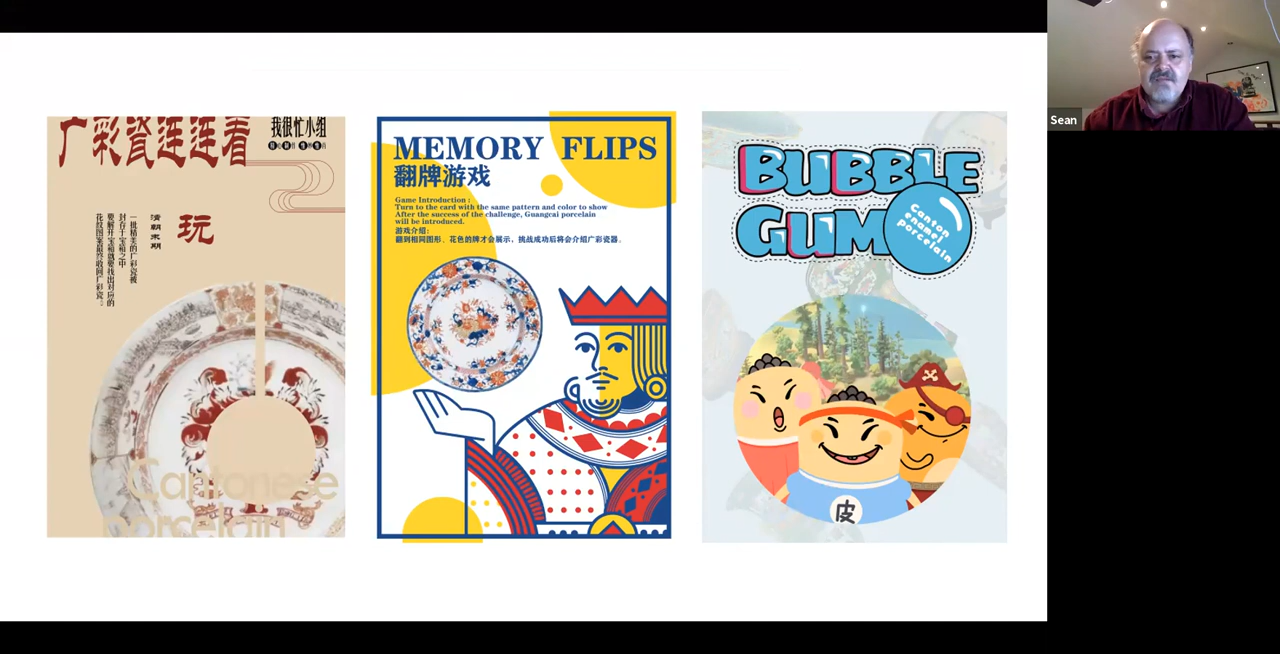 广彩瓷连连看
我很忙小组
玩
清朝末期
一批精美的广彩瓷被
封存于宝箱之中
要解开宝箱就要找出对应的
花纹图案最终收回广彩瓷。
Cantonese
porcelain
MEMORY FLIPS
翻牌游戏
Game Introduction :
Turn to the card with the same pattern and color to show
After the success of the challenge, Guangcai porcelain
will be introduced.
游戏介绍：
翻到相同图形、花色的牌才会展示，挑战成功后将会介绍广彩瓷器。
BUBBLE
GUM
Canton
enamel
porcelain
皮
Sean